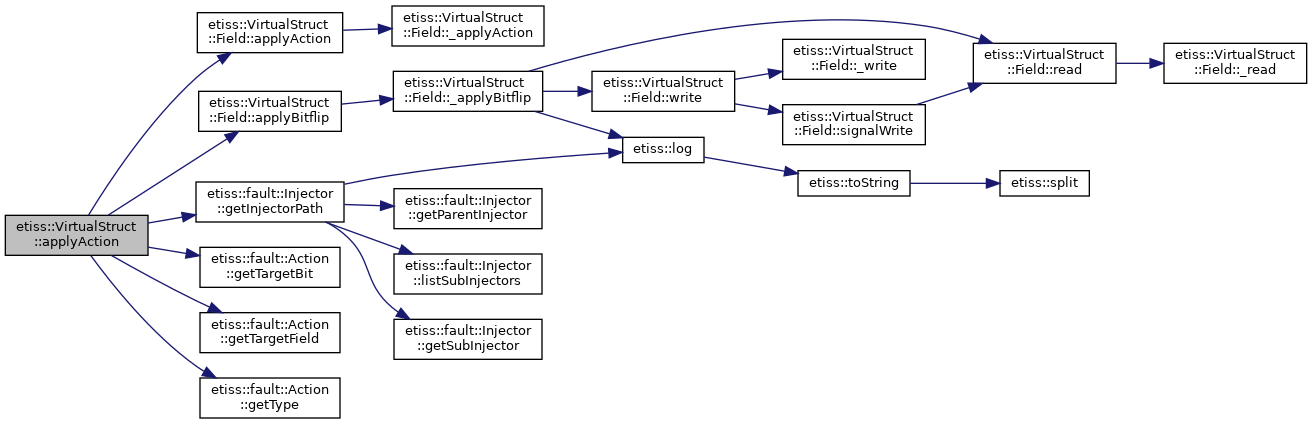 etiss::VirtualStruct
::applyAction
etiss::VirtualStruct
::Field::applyAction
etiss::VirtualStruct
::Field::_applyAction
etiss::VirtualStruct
::Field::applyBitflip
etiss::VirtualStruct
::Field::_applyBitflip
etiss::VirtualStruct
::Field::write
etiss::VirtualStruct
::Field::_write
etiss::VirtualStruct
::Field::signalWrite
etiss::VirtualStruct
::Field::read
etiss::VirtualStruct
::Field::_read
etiss::log
etiss::toString
etiss::split
etiss::fault::Injector
::getInjectorPath
etiss::fault::Injector
::getParentInjector
etiss::fault::Injector
::listSubInjectors
etiss::fault::Injector
::getSubInjector
etiss::fault::Action
::getTargetBit
etiss::fault::Action
::getTargetField
etiss::fault::Action
::getType